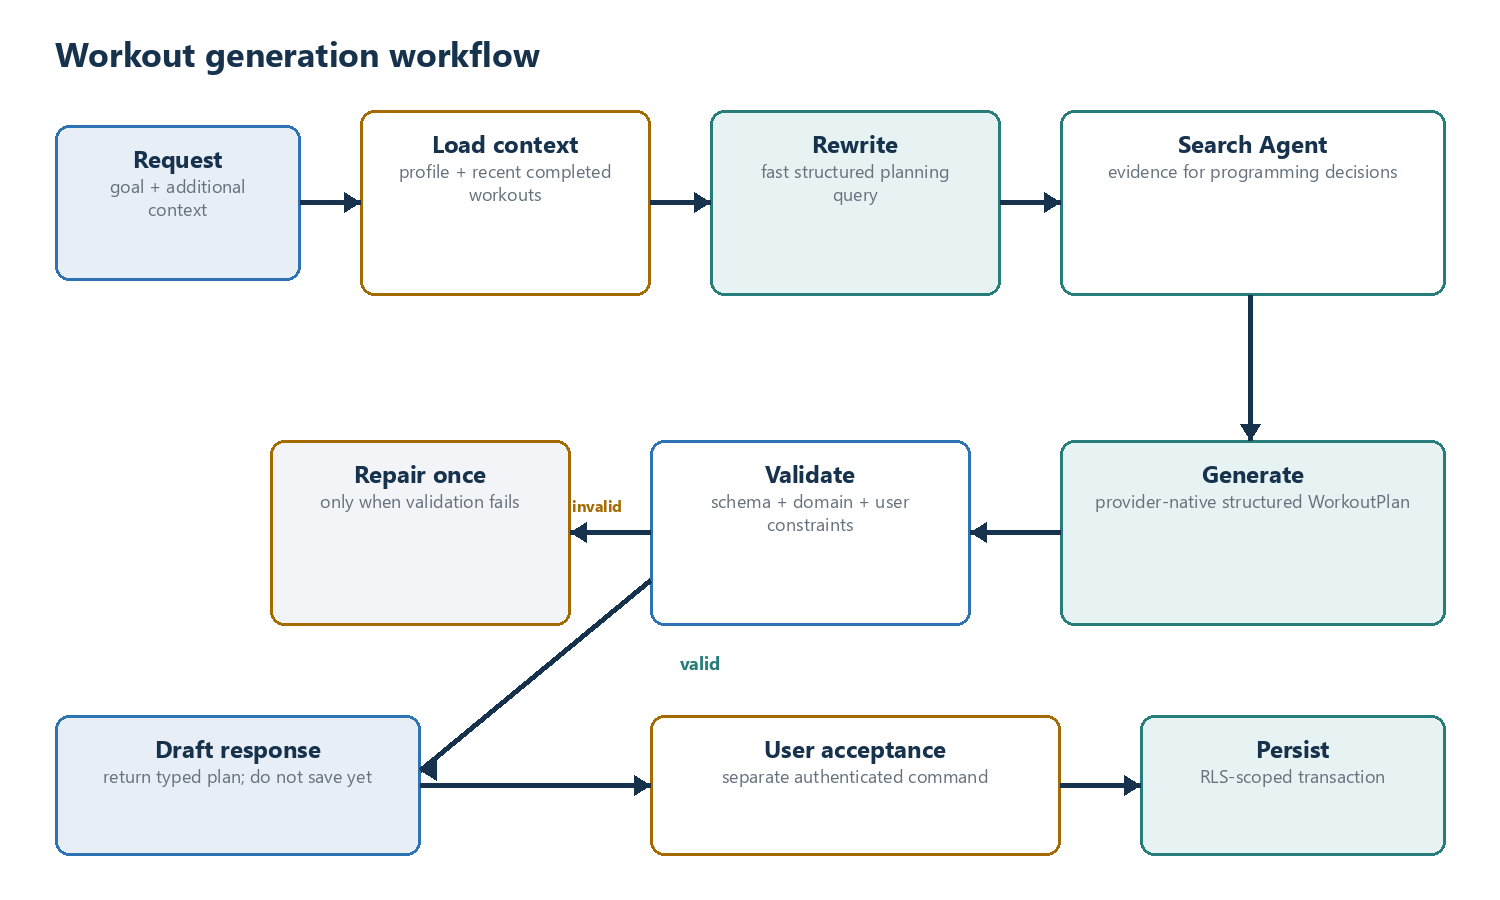 Workout generation workflow
Request
goal + additional
context
Load context
profile + recent completed
workouts
Rewrite
fast structured planning
query
Search Agent
evidence for programming decisions
Repair once
only when validation fails
invalid
Validate
schema + domain + user
constraints
Generate
provider-native structured WorkoutPlan
valid
Draft response
return typed plan; do not save yet
User acceptance
separate authenticated command
Persist
RLS-scoped transaction